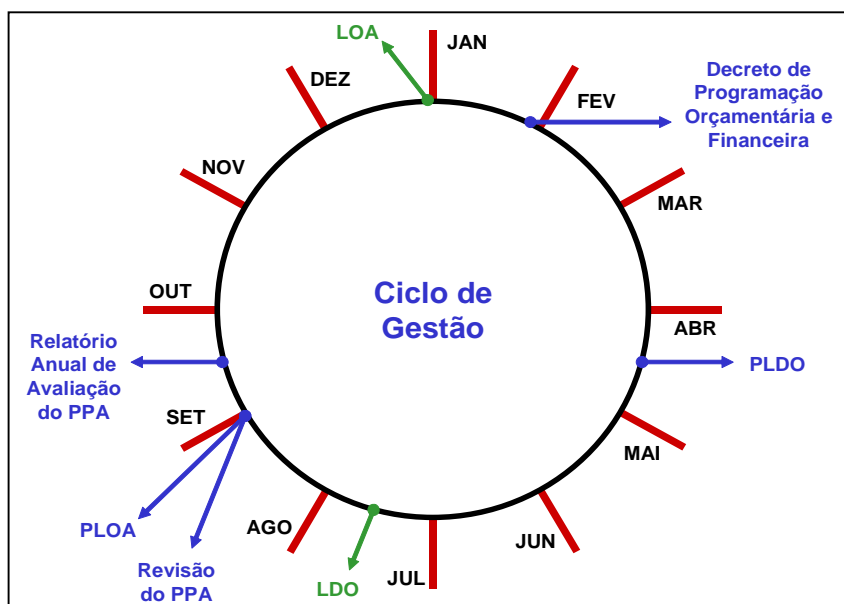 LOA
JAN
DEZ
FEV
Decreto de
Programação
Orçamentária e
Financeira
NOV
MAR
OUT
Ciclo de
Gestão
ABR
Relatório
Anual de
Avaliação
do PPA
PLDO
SET
MAI
PLOA
AGO
JUN
Revisão
do PPA
LDO
JUL